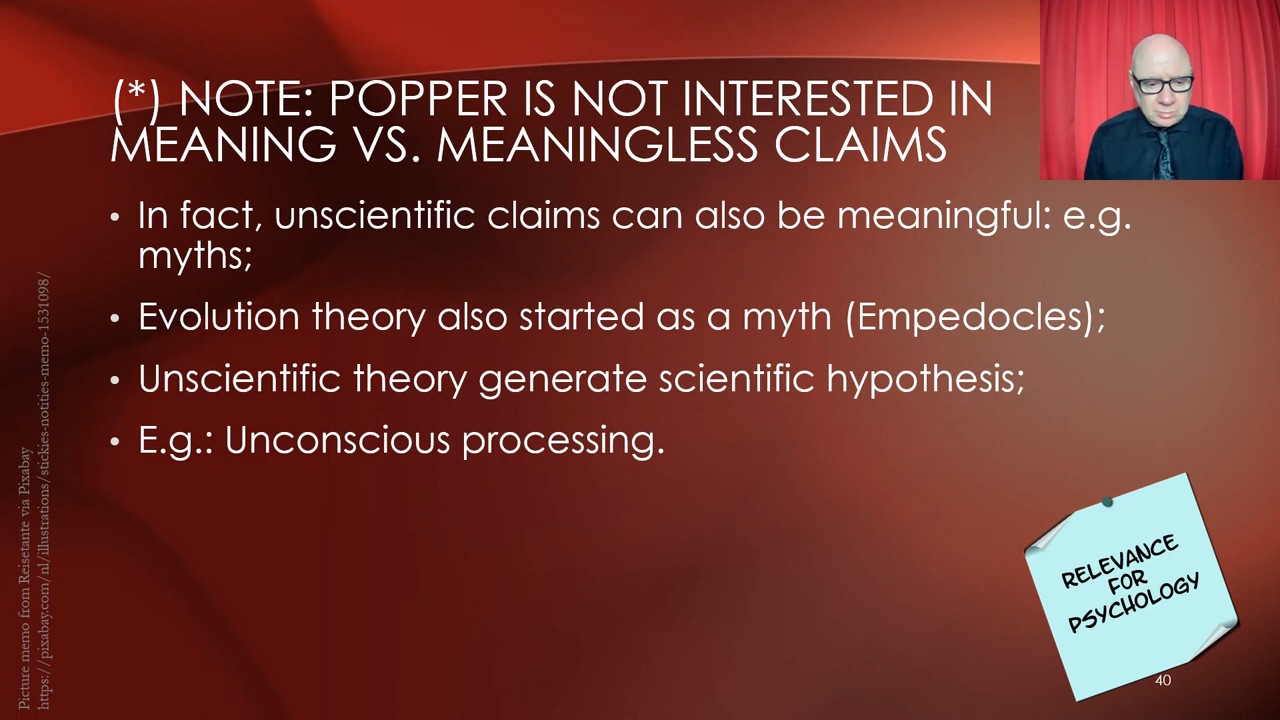 (*) NOTE: POPPER IS NOT INTERESTED IN
MEANING VS. MEANINGLESS CLAIMS
• In fact, unscientific claims can also be meaningful: e.g.
myths;
• Evolution theory also started as a myth (Empedocles);
• Unscientific theory generate scientific hypothesis;
• E.g.: Unconscious processing.
RELEVANCE
FOR
PSYCHOLOGY
40
Picture memo from Reisetante via Pixabay
https://pixabay.com/nl/illustrations/stickies-notities-memo-1531098/